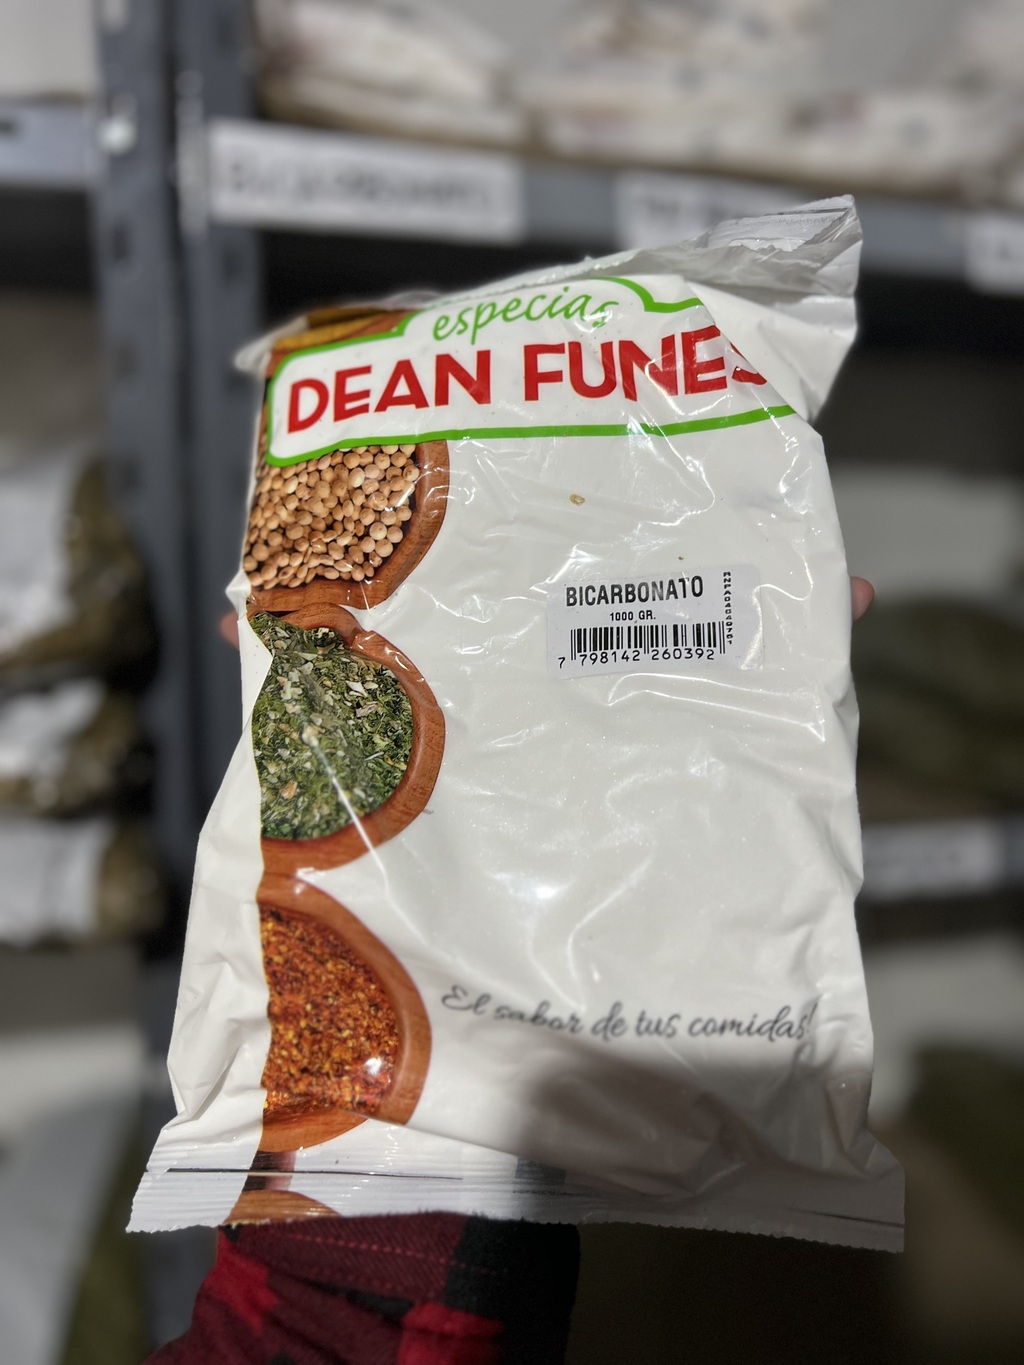 especias
DEAN FUNES
BICARBONATO
1000 GR.
7 798142 260392
El sabor de tus comidas!